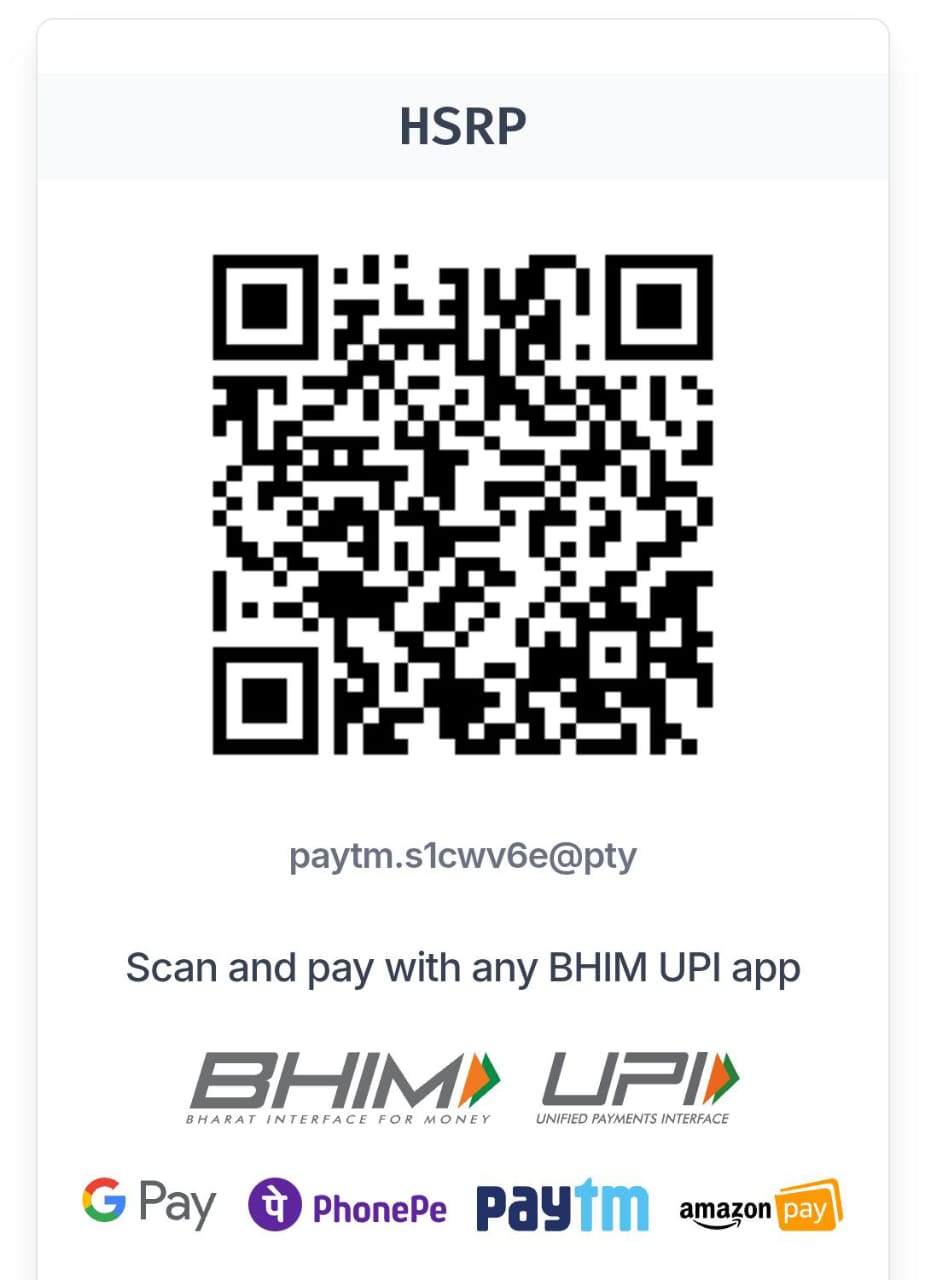 HSRP
paytm.s1cwv6e@pty
Scan and pay with any BHIM UPI app
BHIM UPI
BHARAT INTERFACE FOR MONEY UNIFIED PAYMENTS INTERFACE
G Pay पे PhonePe paytm amazon pay